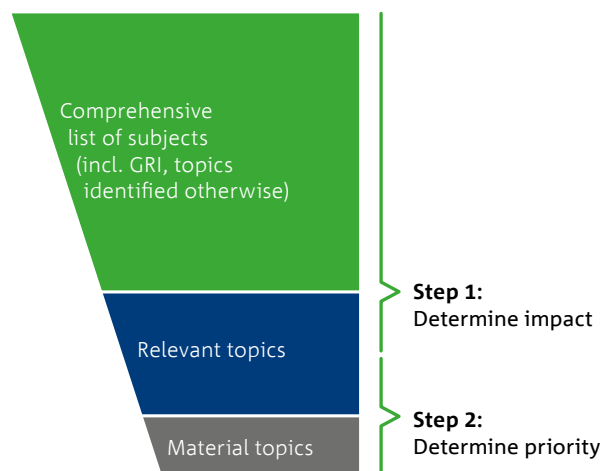 Comprehensive
list of subjects
(incl. GRI, topics
identified otherwise)
Step 1:
Determine impact
Relevant topics
Step 2:
Determine priority
Material topics